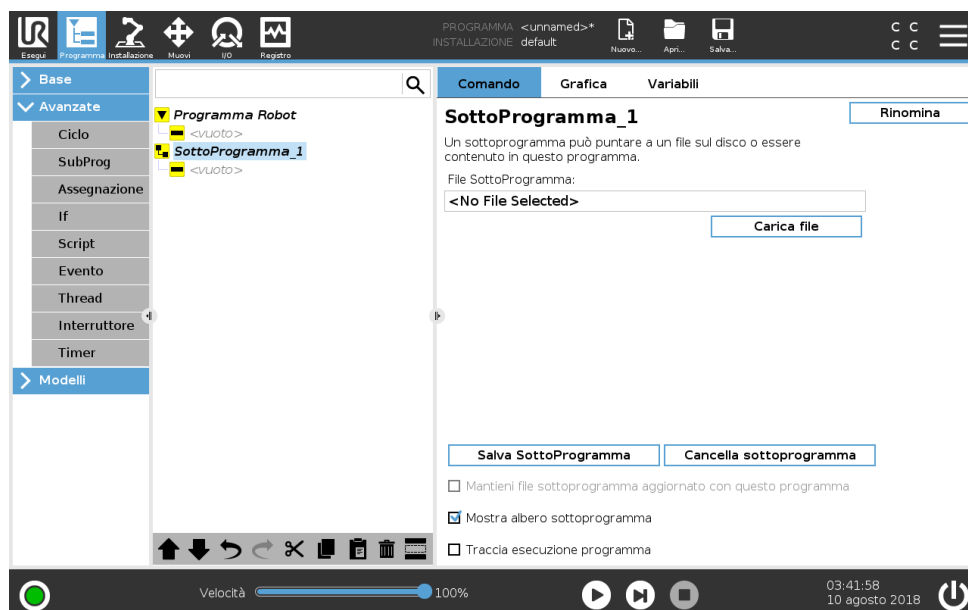 PROGRAMMA <unnamed>*
INSTALLAZIONE default
Esegui Programma Installazione Muovi I/O Registro
Nuovo... Apri... Salva...
C C
C C
Base
Avanzate
Ciclo
SubProg
Assegnazione
If
Script
Evento
Thread
Interruttore
Timer
Modelli
Programma Robot
<vuoto>
SottoProgramma_1
<vuoto>
Comando Grafica Variabili
SottoProgramma_1
Rinomina
Un sottoprogramma può puntare a un file sul disco o essere
contenuto in questo programma.
File SottoProgramma:
<No File Selected>
Carica file
Salva SottoProgramma Cancella sottoprogramma
Mantieni file sottoprogramma aggiornato con questo programma
Mostra albero sottoprogramma
Traccia esecuzione programma
Velocità 100%
03:41:58
10 agosto 2018